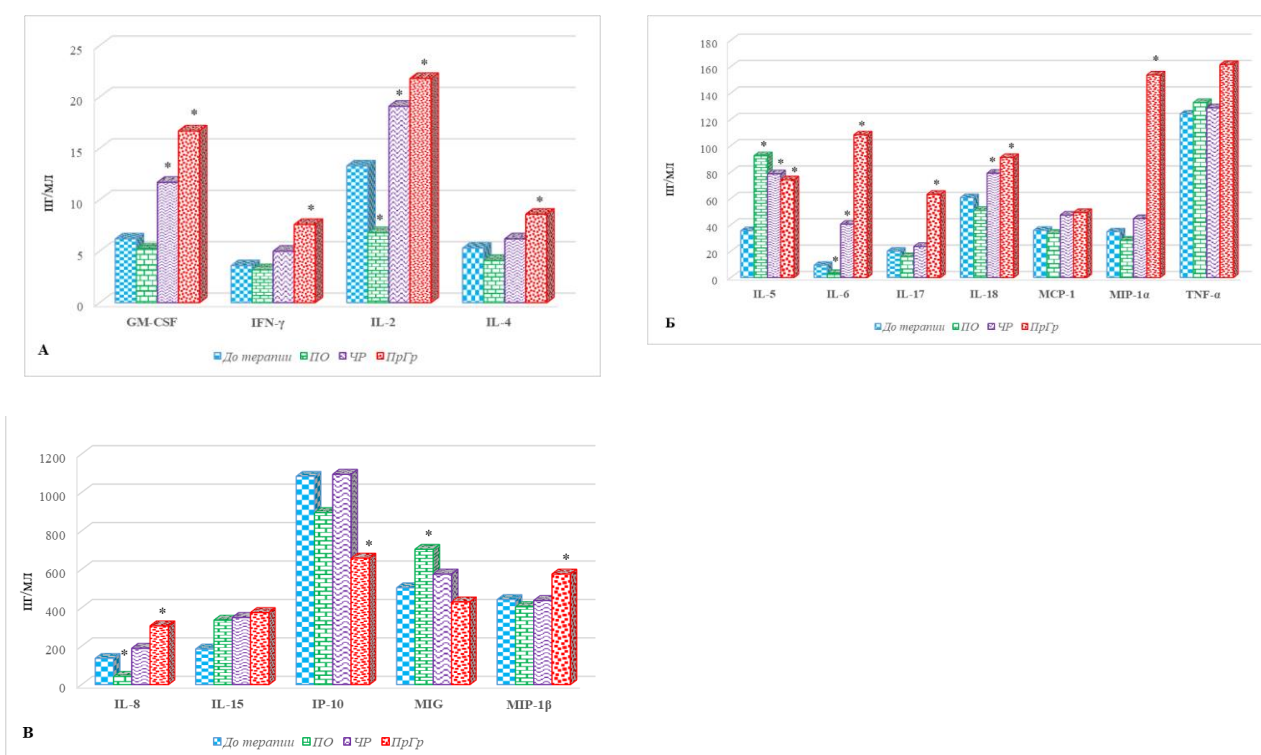 25
20
15
10
5
0
ПГ/МЛ
* * * * * * *
GM-CSF IFN-γ IL-2 IL-4
А
До терапии ПО ЧР ПрГр
180
160
140
120
100
80
60
40
20
0
ПГ/МЛ
* * * * * * * * * *
IL-5 IL-6 IL-17 IL-18 MCP-1 MIP-1α TNF-α
Б
До терапии ПО ЧР ПрГр
1200
1000
800
600
400
200
0
ПГ/МЛ
* * * * *
IL-8 IL-15 IP-10 MIG MIP-1β
В
До терапии ПО ЧР ПрГр